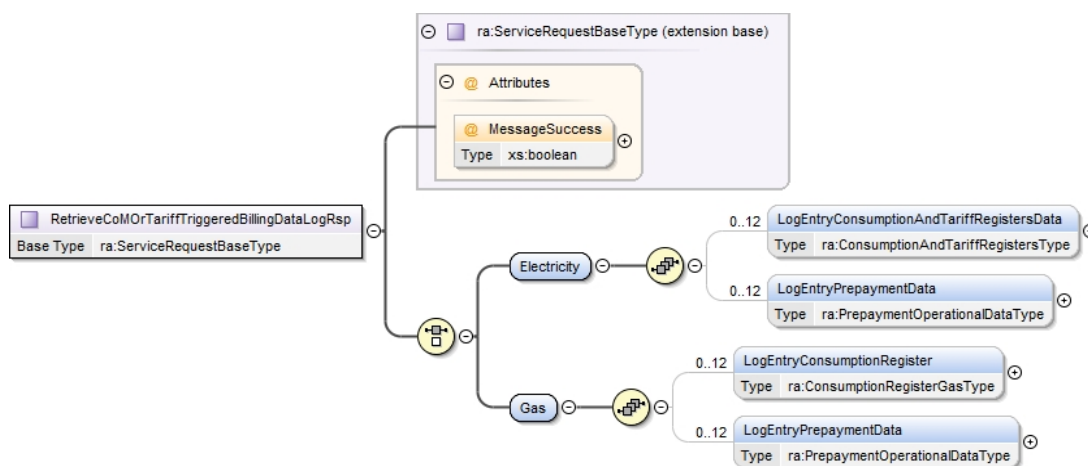 ra:ServiceRequestBaseType (extension base)
@ Attributes
@ MessageSuccess
Type xs:boolean
RetrieveCoMOrTariffTriggeredBillingDataLogRsp
Base Type ra:ServiceRequestBaseType
Electricity
0..12 LogEntryConsumptionAndTariffRegistersData
Type ra:ConsumptionAndTariffRegistersType
0..12 LogEntryPrepaymentData
Type ra:PrepaymentOperationalDataType
Gas
0..12 LogEntryConsumptionRegister
Type ra:ConsumptionRegisterGasType
0..12 LogEntryPrepaymentData
Type ra:PrepaymentOperationalDataType